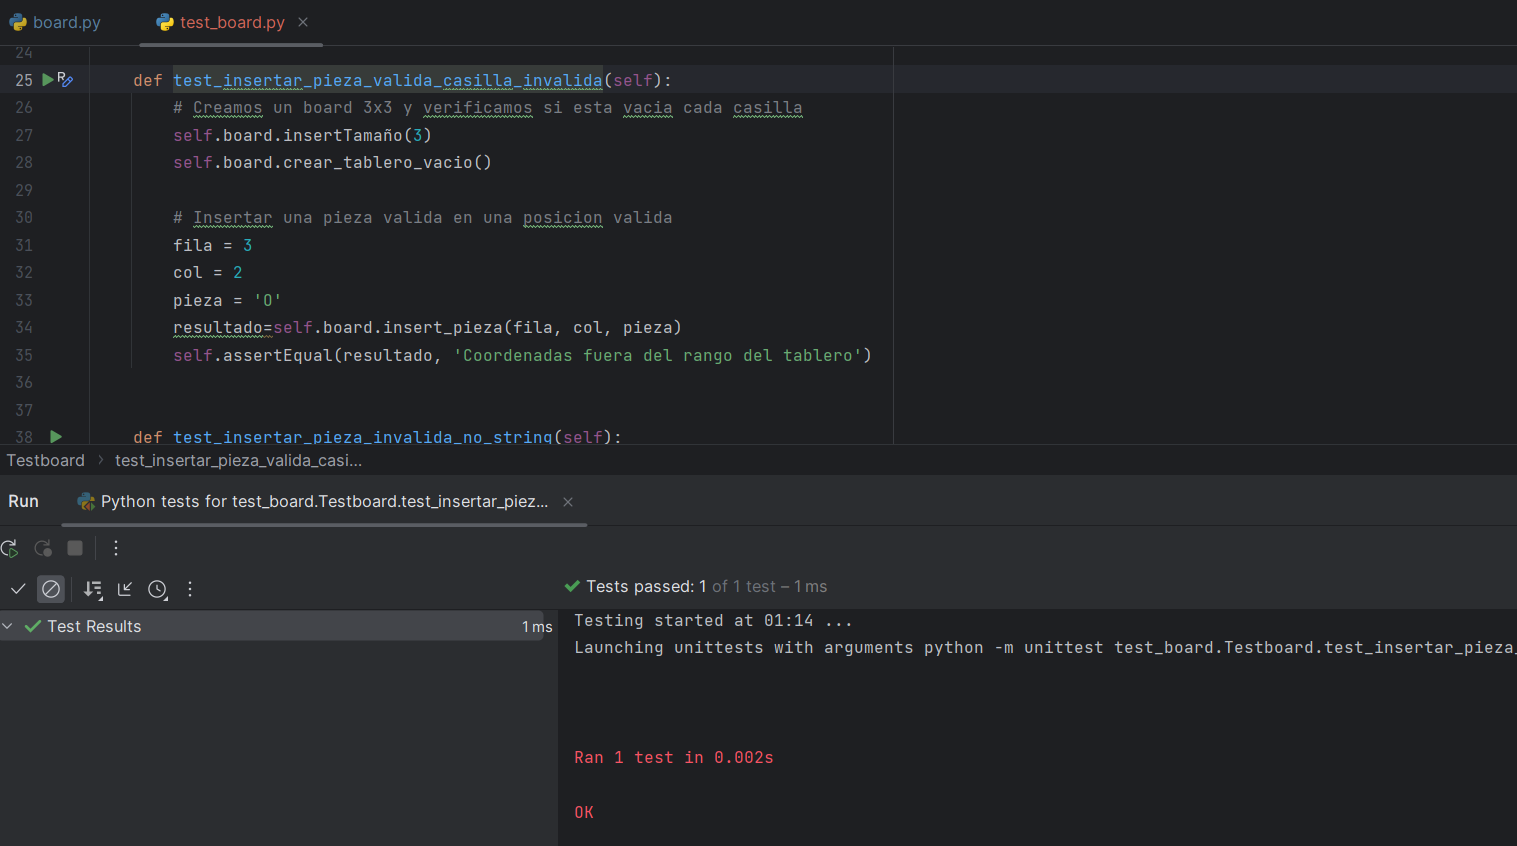 board.py
test_board.py
24
25 def test_insertar_pieza_valida_casilla_invalida(self):
26 # Creamos un board 3x3 y verificamos si esta vacia cada casilla
27 self.board.insertTamaño(3)
28 self.board.crear_tablero_vacio()
29
30 # Insertar una pieza valida en una posicion valida
31 fila = 3
32 col = 2
33 pieza = 'O'
34 resultado=self.board.insert_pieza(fila, col, pieza)
35 self.assertEqual(resultado, 'Coordenadas fuera del rango del tablero')
36
37
38 def test_insertar_pieza_invalida_no_string(self):
Testboard > test_insertar_pieza_valida_casi...
Run Python tests for test_board.Testboard.test_insertar_piez...
Tests passed: 1 of 1 test – 1 ms
Test Results 1 ms
Testing started at 01:14 ...
Launching unittests with arguments python -m unittest test_board.Testboard.test_insertar_pieza_
Ran 1 test in 0.002s
OK